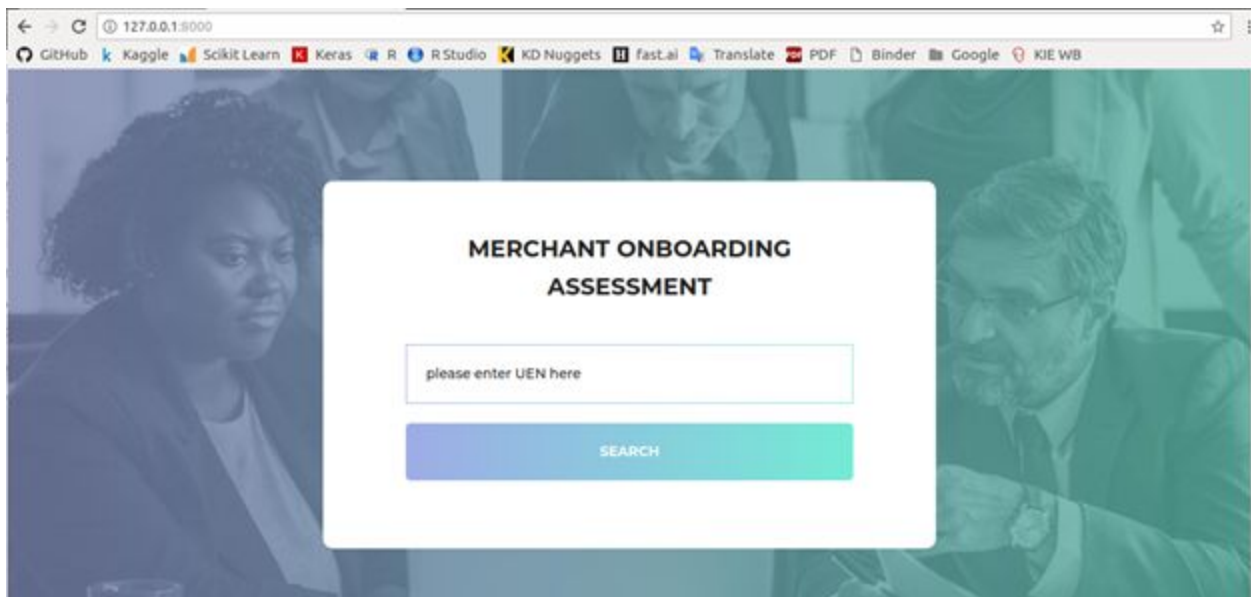 127.0.0.1:8000
GitHub Kaggle Scikit Learn Keras R R Studio KD Nuggets fast.ai Translate PDF Binder Google KIE WB
MERCHANT ONBOARDING
ASSESSMENT
please enter UEN here
SEARCH